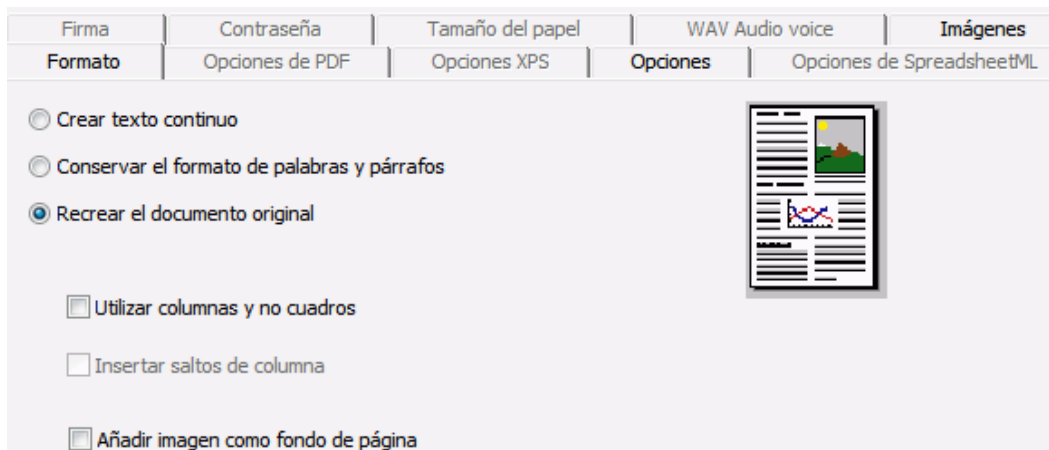 Firma Contraseña Tamaño del papel WAV Audio voice Imágenes
Formato Opciones de PDF Opciones XPS Opciones Opciones de SpreadsheetML
Crear texto continuo
Conservar el formato de palabras y párrafos
Recrear el documento original
Utilizar columnas y no cuadros
Insertar saltos de columna
Añadir imagen como fondo de página